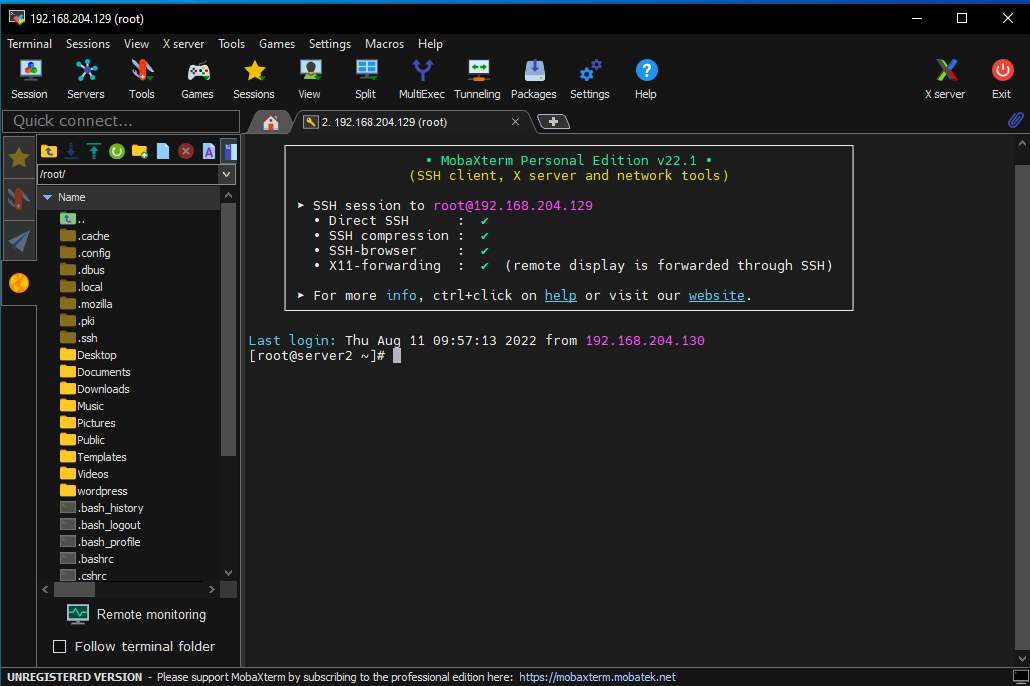 192.168.204.129 (root)
Terminal Sessions View X server Tools Games Settings Macros Help
Session Servers Tools Games Sessions View Split MultiExec Tunneling Packages Settings Help X server Exit
Quick connect...
2. 192.168.204.129 (root)
/root/
Name
..
.cache
.config
.dbus
.local
.mozilla
.pki
.ssh
Desktop
Documents
Downloads
Music
Pictures
Public
Templates
Videos
wordpress
.bash_history
.bash_logout
.bash_profile
.bashrc
.cshrc
Remote monitoring
Follow terminal folder
• MobaXterm Personal Edition v22.1 •
(SSH client, X server and network tools)
➤ SSH session to root@192.168.204.129
• Direct SSH : ✔
• SSH compression : ✔
• SSH-browser : ✔
• X11-forwarding : ✔ (remote display is forwarded through SSH)
➤ For more info, ctrl+click on help or visit our website.
Last login: Thu Aug 11 09:57:13 2022 from 192.168.204.130
[root@server2 ~]#
UNREGISTERED VERSION - Please support MobaXterm by subscribing to the professional edition here: https://mobaxterm.mobatek.net